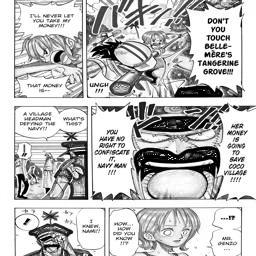 DON'T
YOU
TOUCH
BELLE-
MÈRE'S
TANGERINE
GROVE!!!
I'LL NEVER
LET YOU
TAKE MY
MONEY!!!
THAT MONEY
IS--
UNGH
HER
MONEY
IS
GOING
TO
SAVE
COCO
VILLAGE
!!!!
YOU HAVE
NO RIGHT
TO
CONFISCATE
IT,
NAVY MAN
!!!
WHAT'S
THIS?
A VILLAGE
HEADMAN
DEFYING THE
NAVY!!
...!?
MR.
GENZO...
HOW...
HOW DID
YOU KNOW
!!?
I KNEW,
NAMI!!
!